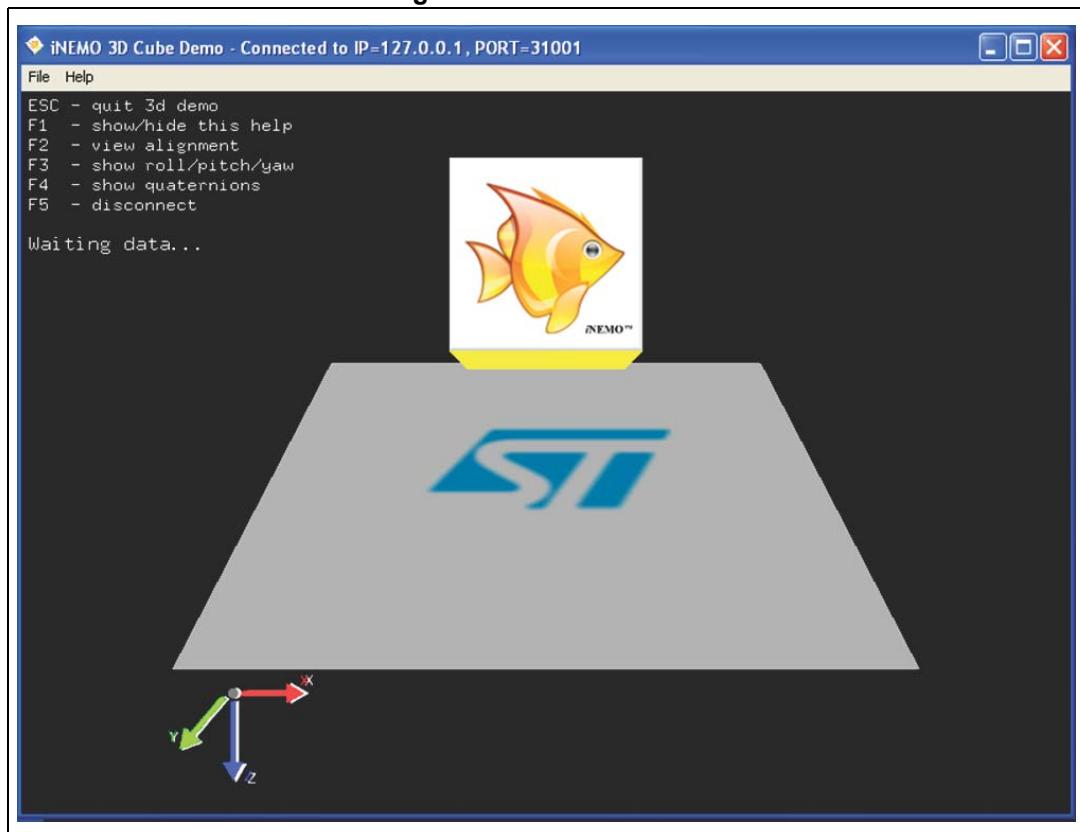 iNEMO 3D Cube Demo - Connected to IP=127.0.0.1, PORT=31001
File Help
ESC - quit 3d demo
F1 - show/hide this help
F2 - view alignment
F3 - show roll/pitch/yaw
F4 - show quaternions
F5 - disconnect
Waiting data...
iNEMO™
ST
X
Y
Z